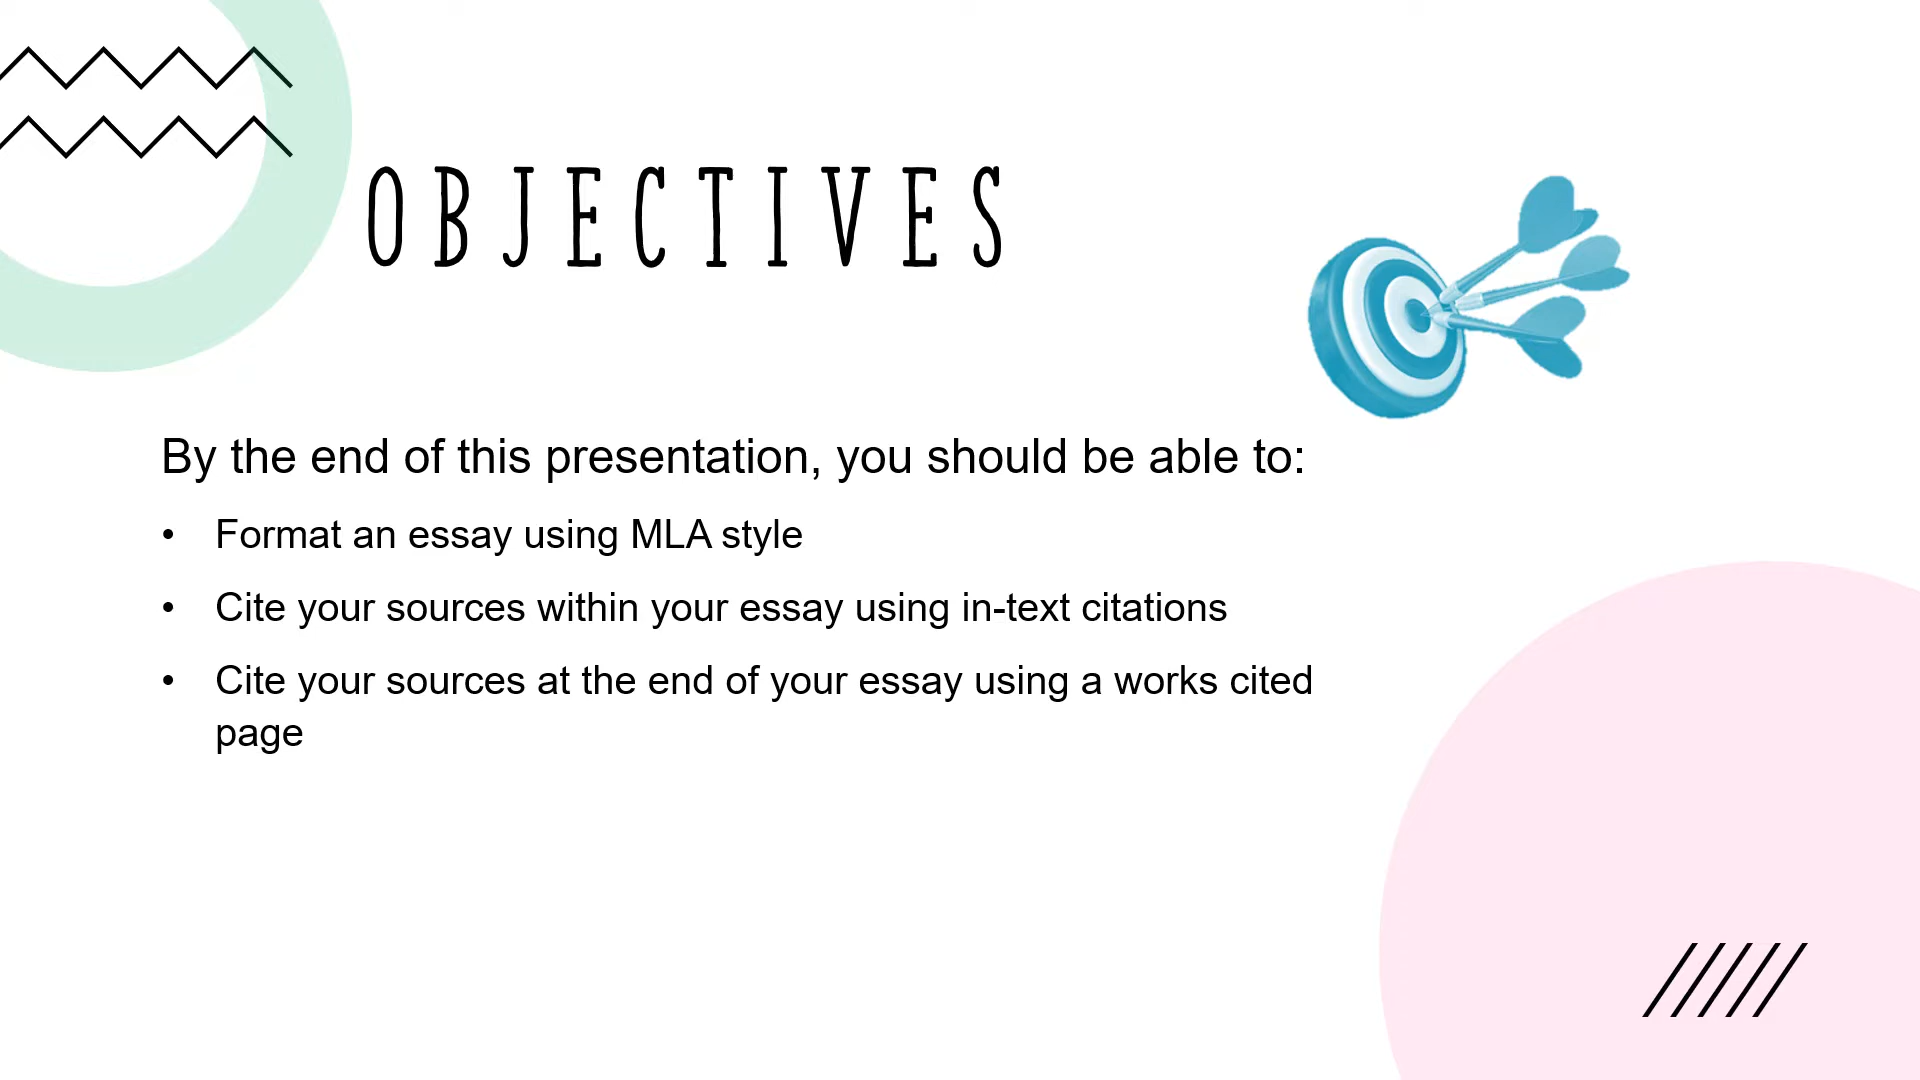 OBJECTIVES
By the end of this presentation, you should be able to:
• Format an essay using MLA style
• Cite your sources within your essay using in-text citations
• Cite your sources at the end of your essay using a works cited
page